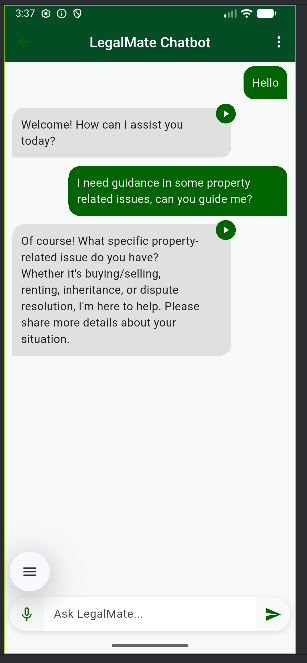 3:37
LegalMate Chatbot
Hello
Welcome! How can I assist you
today?
I need guidance in some property
related issues, can you guide me?
Of course! What specific property-
related issue do you have?
Whether it's buying/selling,
renting, inheritance, or dispute
resolution, I'm here to help. Please
share more details about your
situation.
Ask LegalMate...